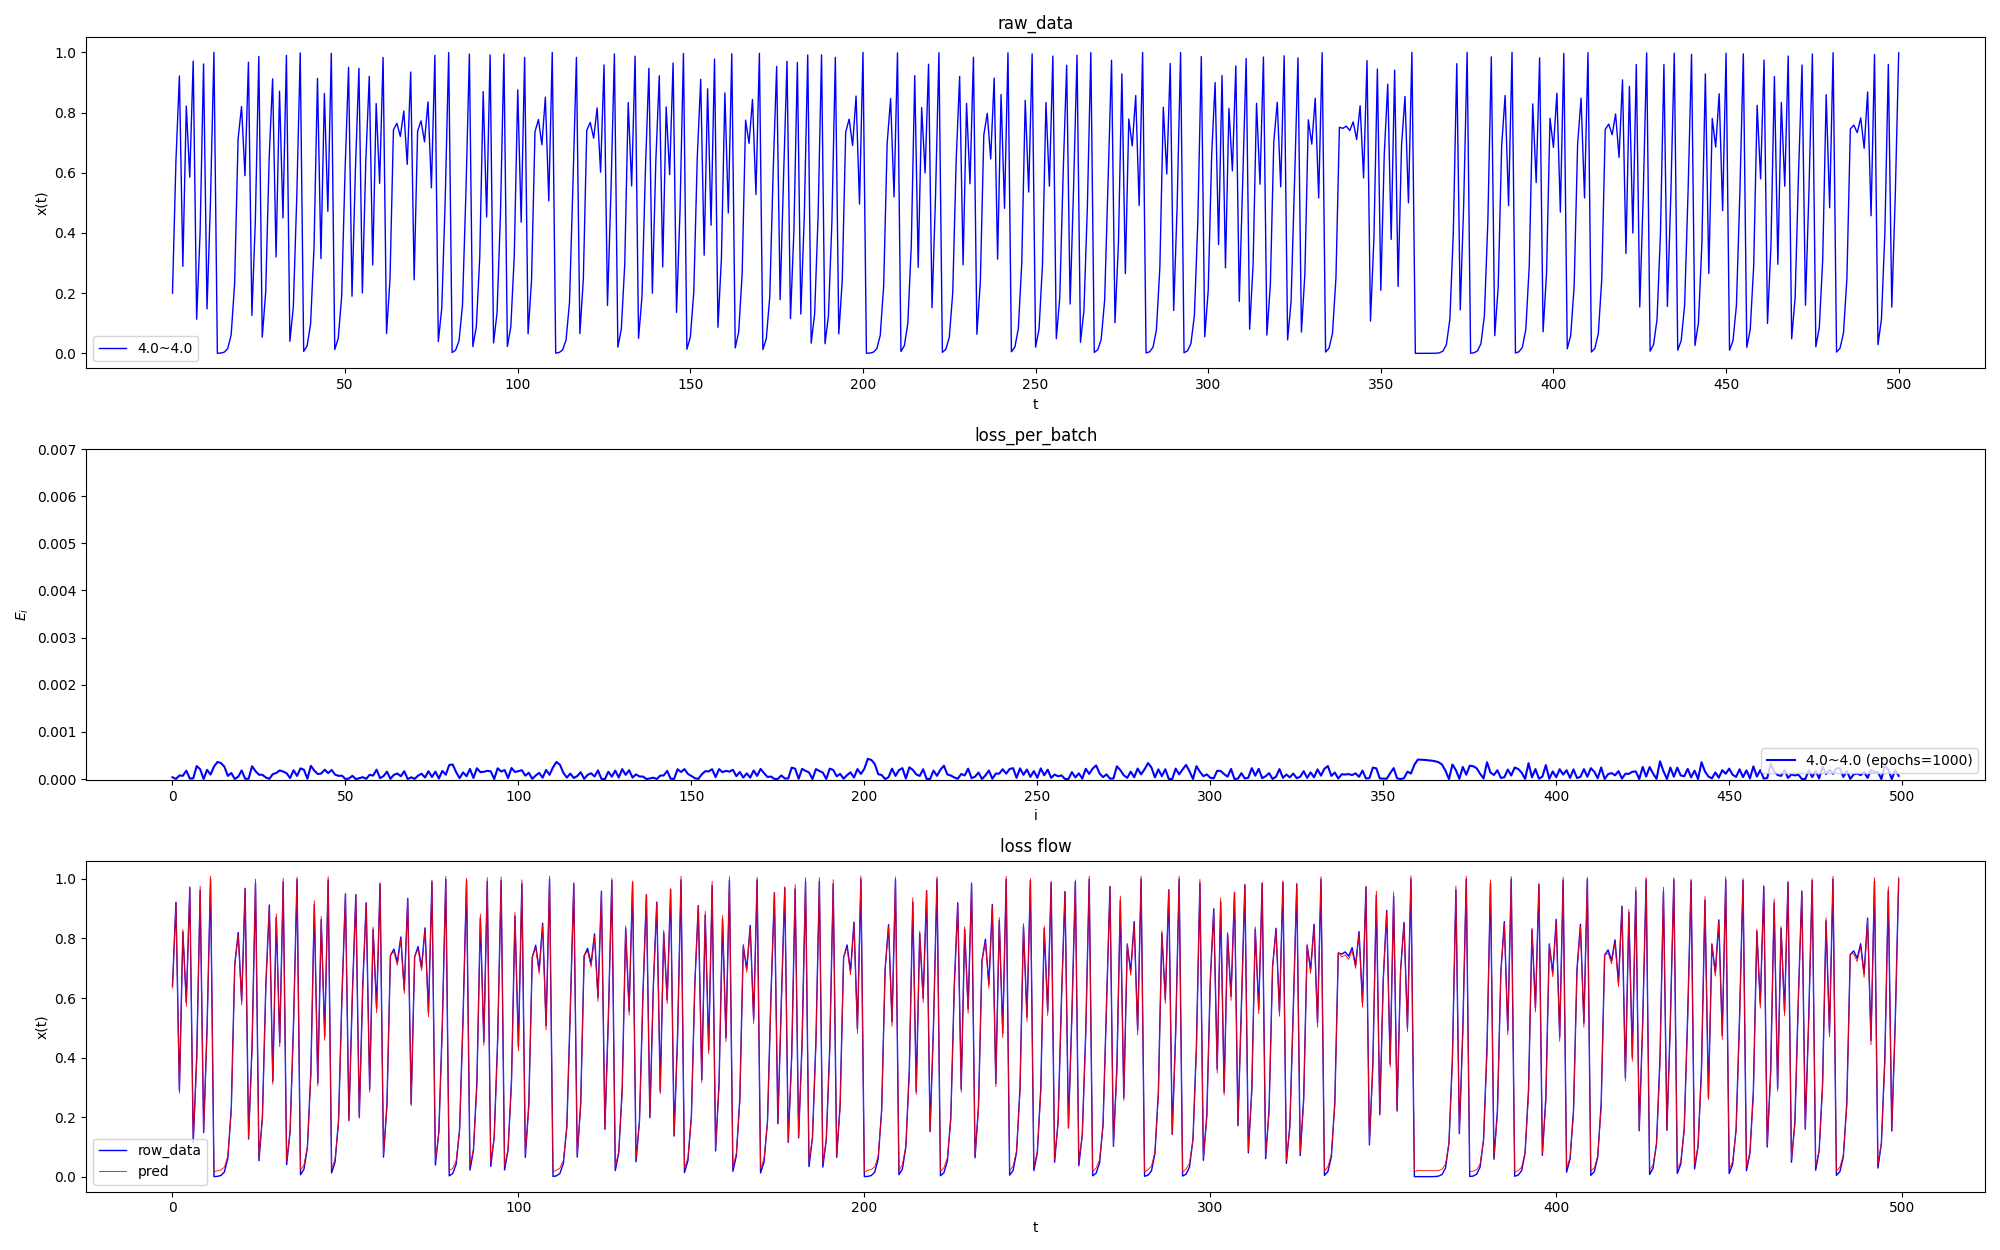 raw_data
1.0
0.8
0.6
0.4
0.2
0.0
x(t)
4.0~4.0
50 100 150 200 250 300 350 400 450 500
t
loss_per_batch
0.007
0.006
0.005
0.004
0.003
0.002
0.001
0.000
E_i
4.0~4.0 (epochs=1000)
0 50 100 150 200 250 300 350 400 450 500
i
loss flow
1.0
0.8
0.6
0.4
0.2
0.0
x(t)
row_data
pred
0 100 200 300 400 500
t